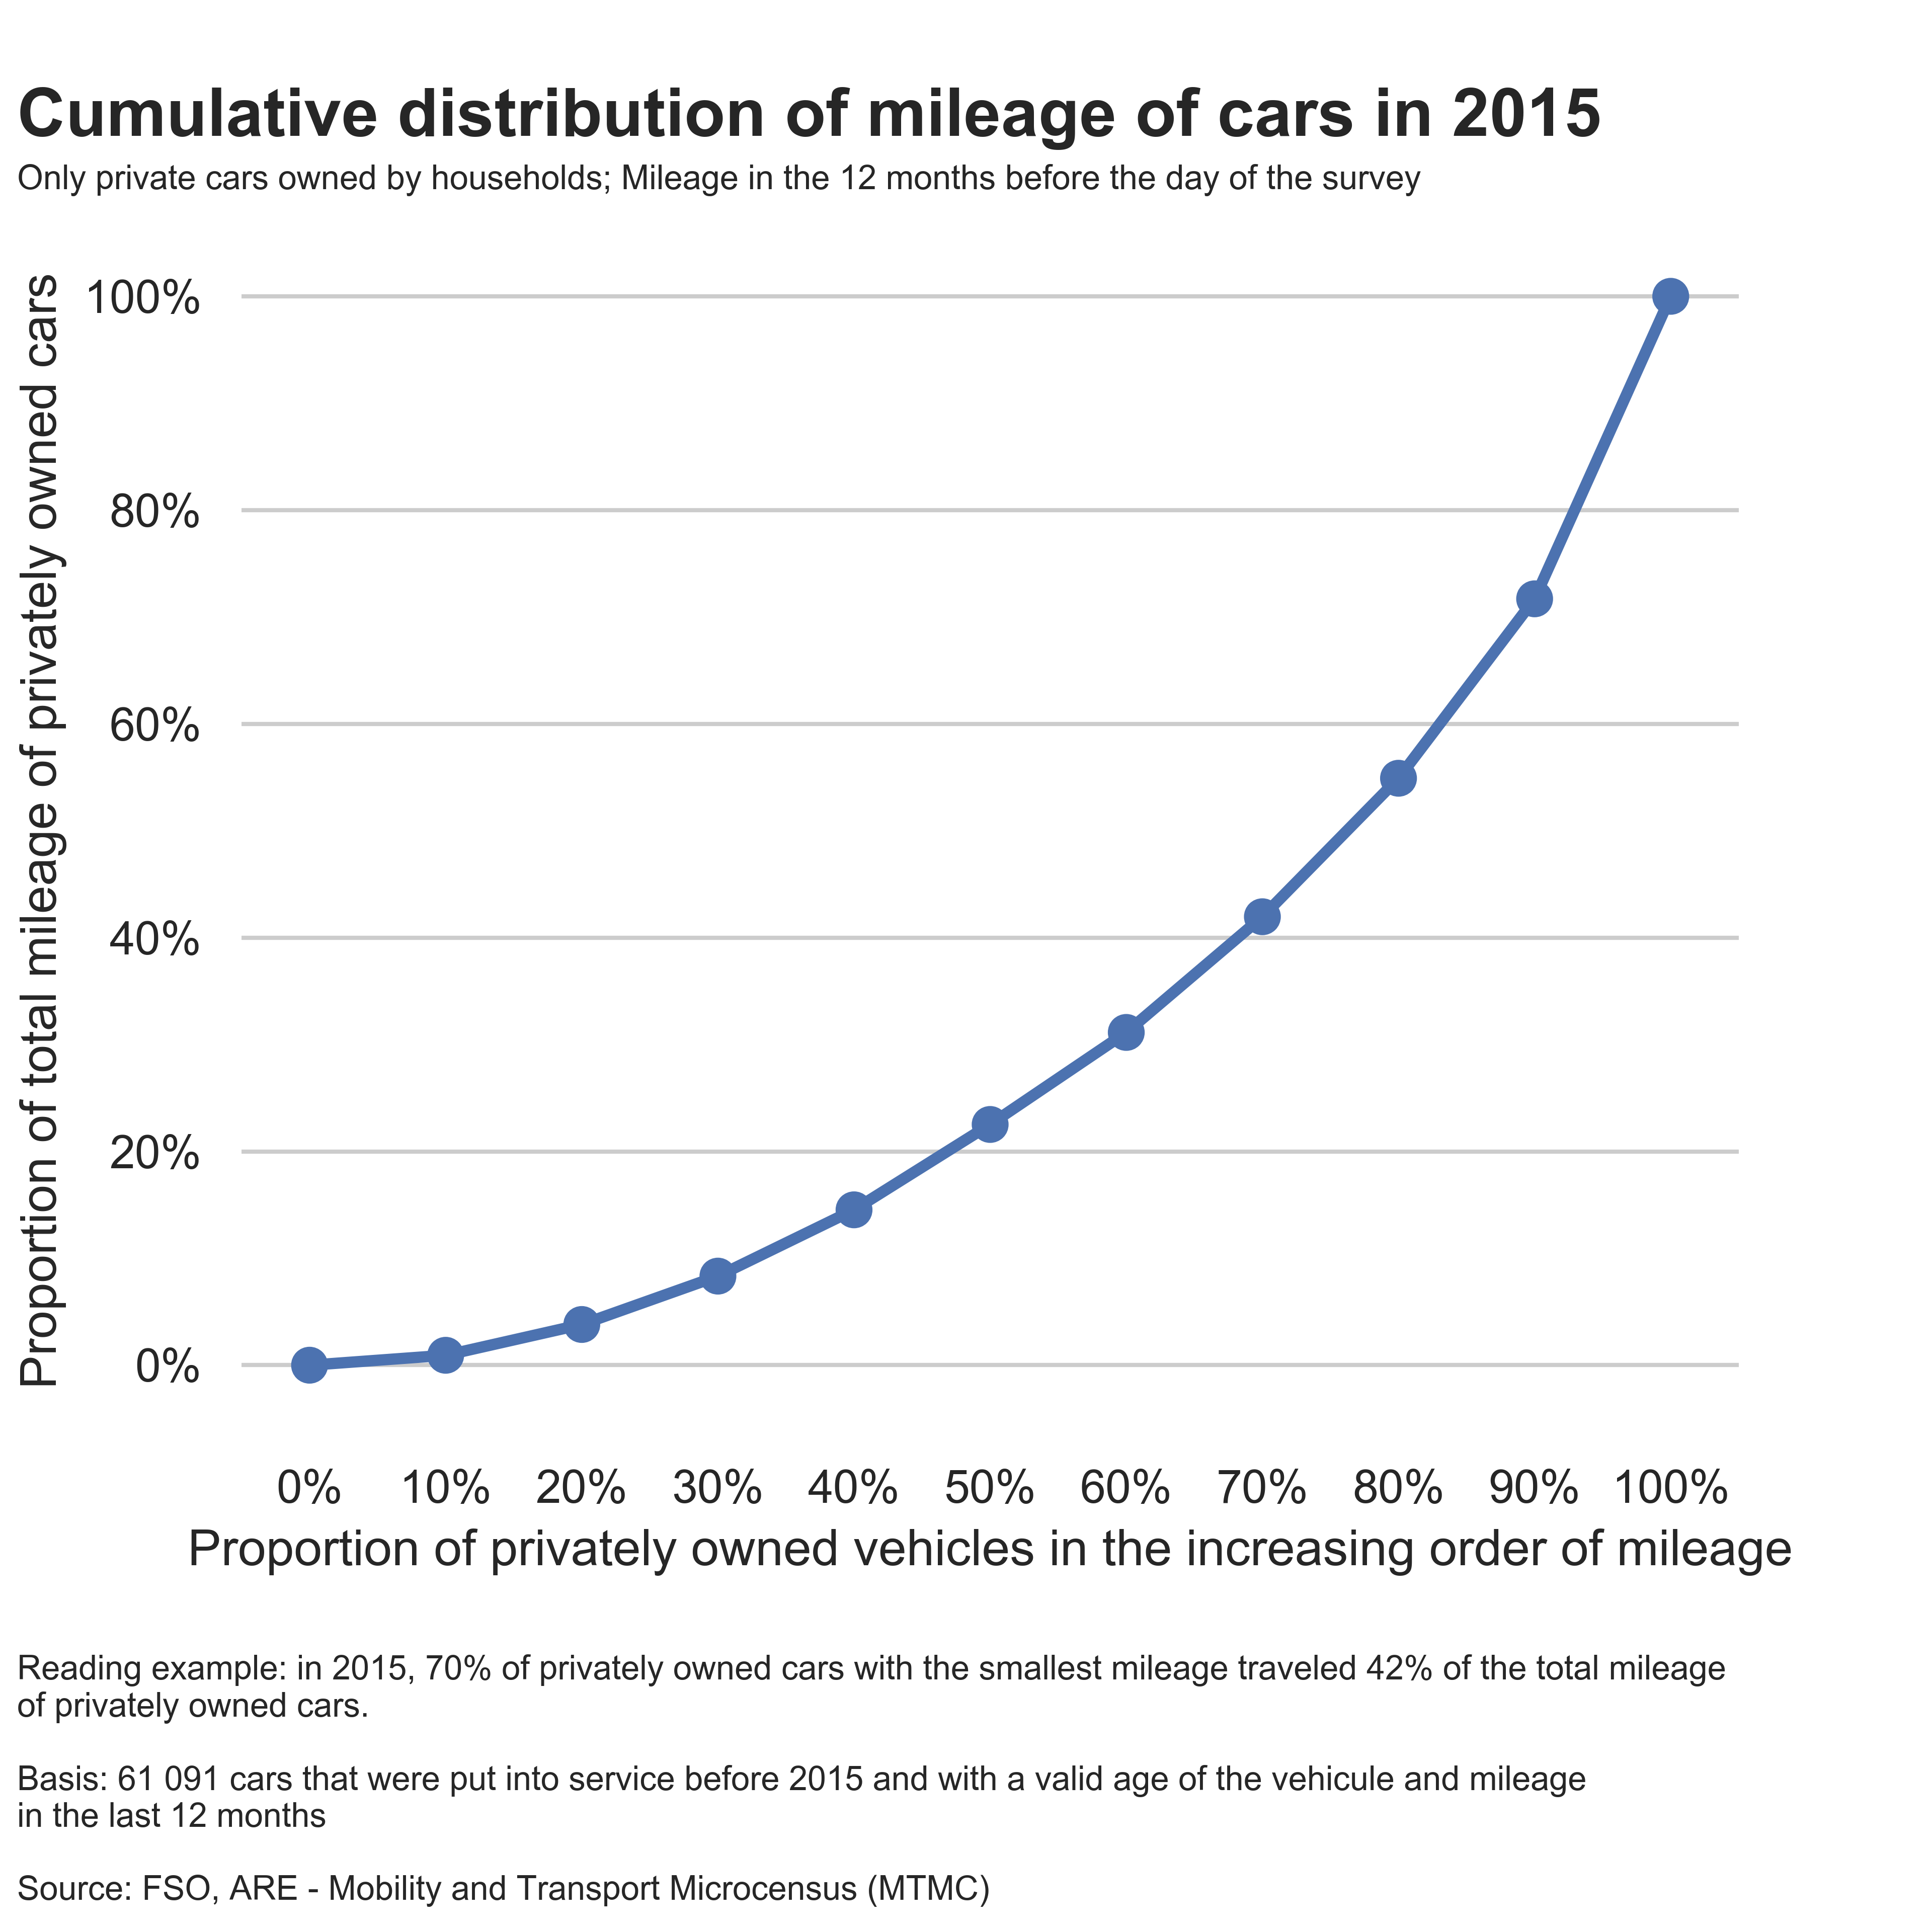 Cumulative distribution of mileage of cars in 2015
Only private cars owned by households; Mileage in the 12 months before the day of the survey
Proportion of total mileage of privately owned cars
100%
80%
60%
40%
20%
0%
0% 10% 20% 30% 40% 50% 60% 70% 80% 90% 100%
Proportion of privately owned vehicles in the increasing order of mileage
Reading example: in 2015, 70% of privately owned cars with the smallest mileage traveled 42% of the total mileage
of privately owned cars.
Basis: 61 091 cars that were put into service before 2015 and with a valid age of the vehicule and mileage
in the last 12 months
Source: FSO, ARE - Mobility and Transport Microcensus (MTMC)